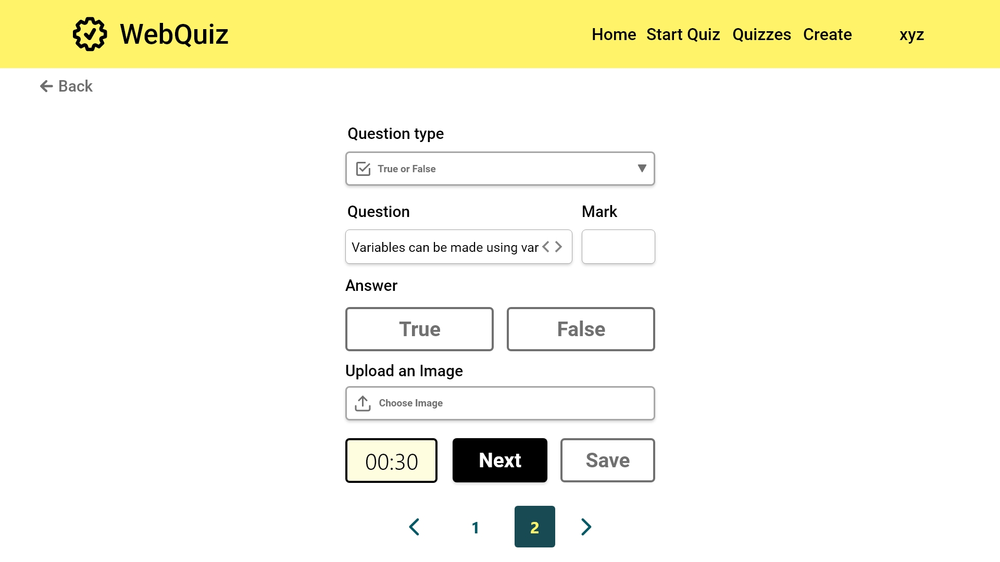 WebQuiz
Home Start Quiz Quizzes Create xyz
Back
Question type
True or False
Question Mark
Variables can be made using var
Answer
True False
Upload an Image
Choose Image
00:30 Next Save
1 2